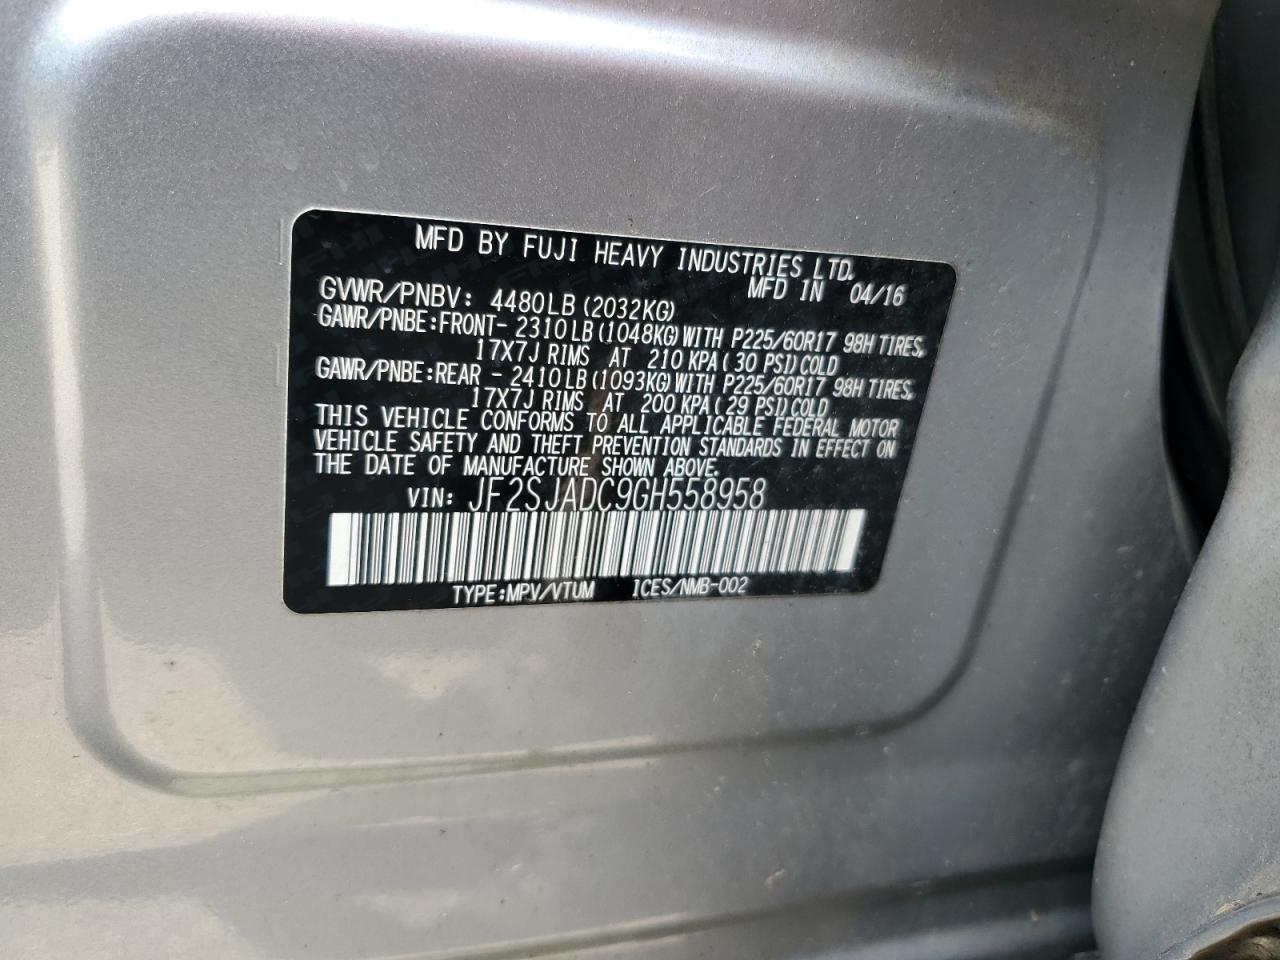 MFD BY FUJI HEAVY INDUSTRIES LTD.
MFD IN 04/16
GVWR/PNBV: 4480LB (2032KG)
GAWR/PNBE:FRONT- 2310LB(1048KG)WITH P225/60R17 98H TIRES,
17X7J RIMS AT 210 KPA(30 PSI)COLD
GAWR/PNBE:REAR - 2410LB(1093KG)WITH P225/60R17 98H TIRES,
17X7J RIMS AT 200 KPA(29 PSI)COLD
THIS VEHICLE CONFORMS TO ALL APPLICABLE FEDERAL MOTOR
VEHICLE SAFETY AND THEFT PREVENTION STANDARDS IN EFFECT ON
THE DATE OF MANUFACTURE SHOWN ABOVE.
VIN: JF2SJADC9GH558958
TYPE:MPV/VTUM ICES/NMB-002